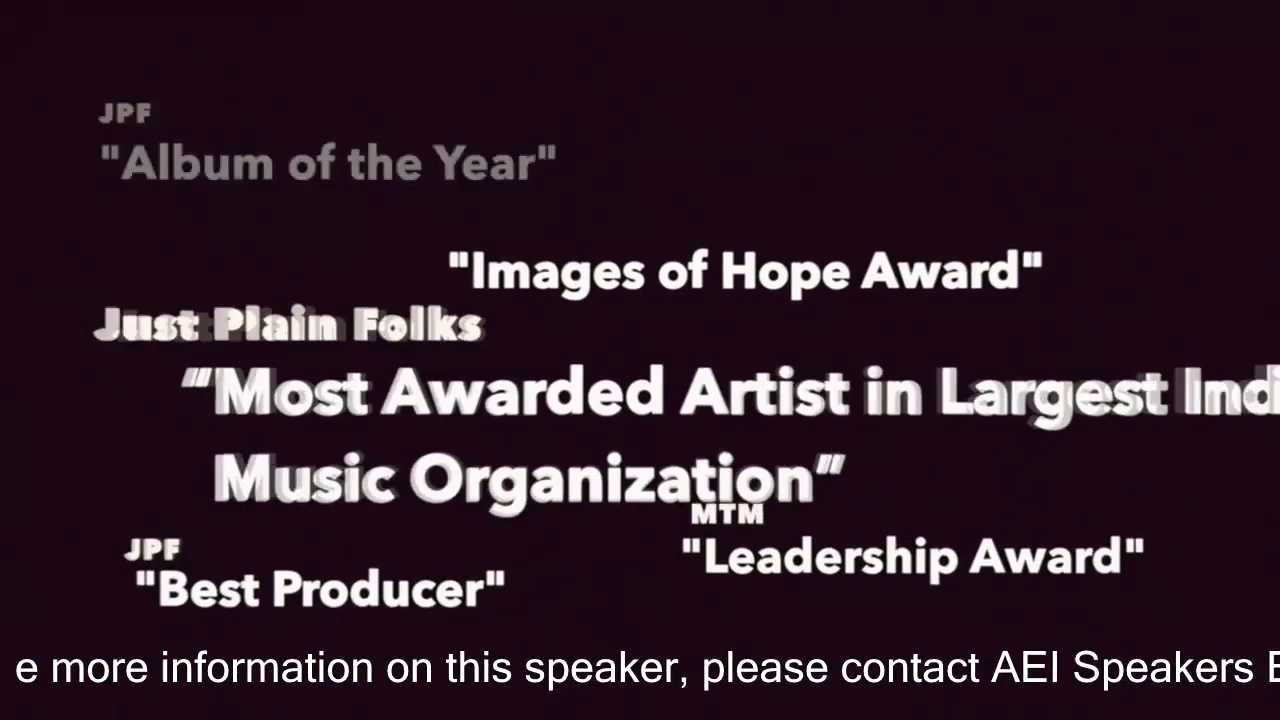 JPF
"Album of the Year"
"Images of Hope Award"
Just Plain Folks
"'Most Awarded Artist in Largest
Music Organization"
MTM
"Leadership Award"
JPF
"Best Producer"
e more information on this speaker, please contact AEI Speakers